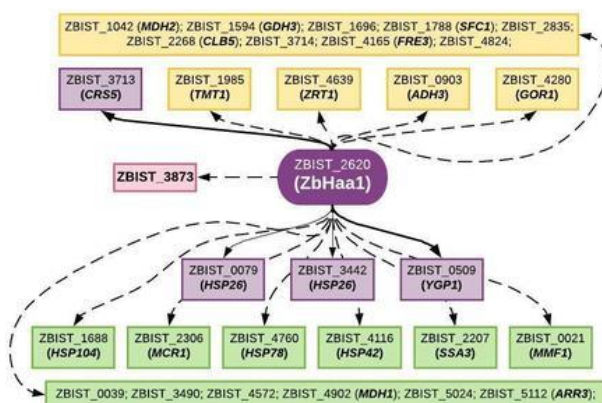 ZBIST_1042 (MDH2); ZBIST_1594 (GDH3); ZBIST_1696; ZBIST_1788 (SFC1); ZBIST_2835;
ZBIST_2268 (CLB5); ZBIST_3714; ZBIST_4165 (FRE3); ZBIST_4824;
ZBIST_3713
(CRS5)
ZBIST_1985
(TMT1)
ZBIST_4639
(ZRT1)
ZBIST_0903
(ADH3)
ZBIST_4280
(GOR1)
ZBIST_2620
(ZbHaa1)
ZBIST_3873
ZBIST_0079
(HSP26)
ZBIST_3442
(HSP26)
ZBIST_0509
(YGP1)
ZBIST_1688
(HSP104)
ZBIST_2306
(MCR1)
ZBIST_4760
(HSP78)
ZBIST_4116
(HSP42)
ZBIST_2207
(SSA3)
ZBIST_0021
(MMF1)
ZBIST_0039; ZBIST_3490; ZBIST_4572; ZBIST_4902 (MDH1); ZBIST_5024; ZBIST_5112 (ARR3);